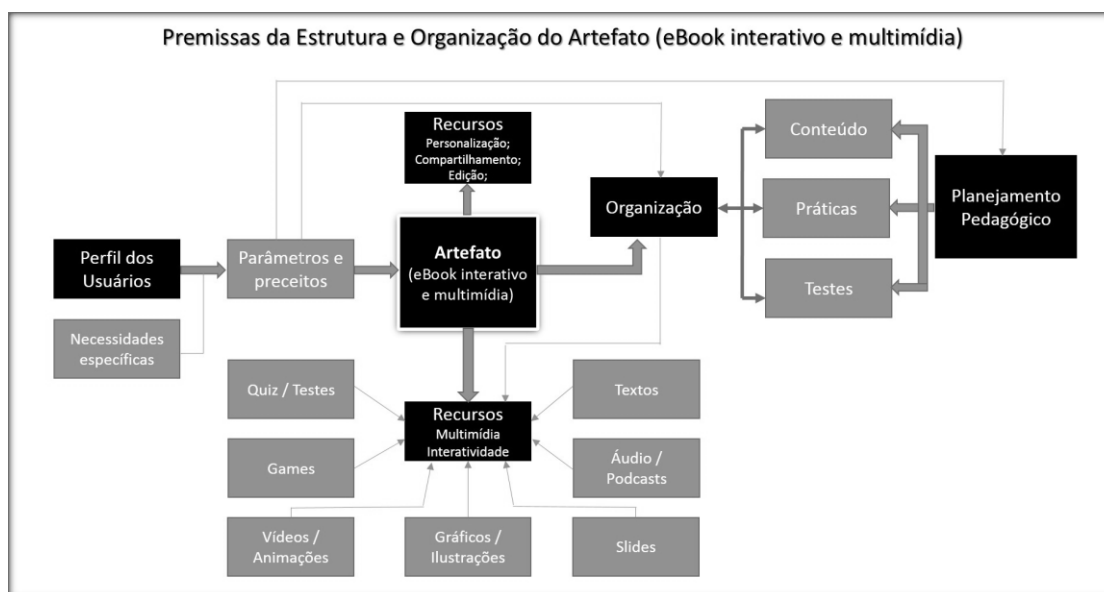 Premissas da Estrutura e Organização do Artefato (eBook interativo e multimídia)
Recursos
Personalização;
Compartilhamento;
Edição;
Conteúdo
Organização
Práticas
Planejamento
Pedagógico
Perfil dos
Usuários
Parâmetros e
preceitos
Artefato
(eBook interativo
e multimídia)
Testes
Necessidades
específicas
Quiz / Testes
Recursos
Multimídia
Interatividade
Textos
Games
Áudio /
Podcasts
Vídeos /
Animações
Gráficos /
Ilustrações
Slides